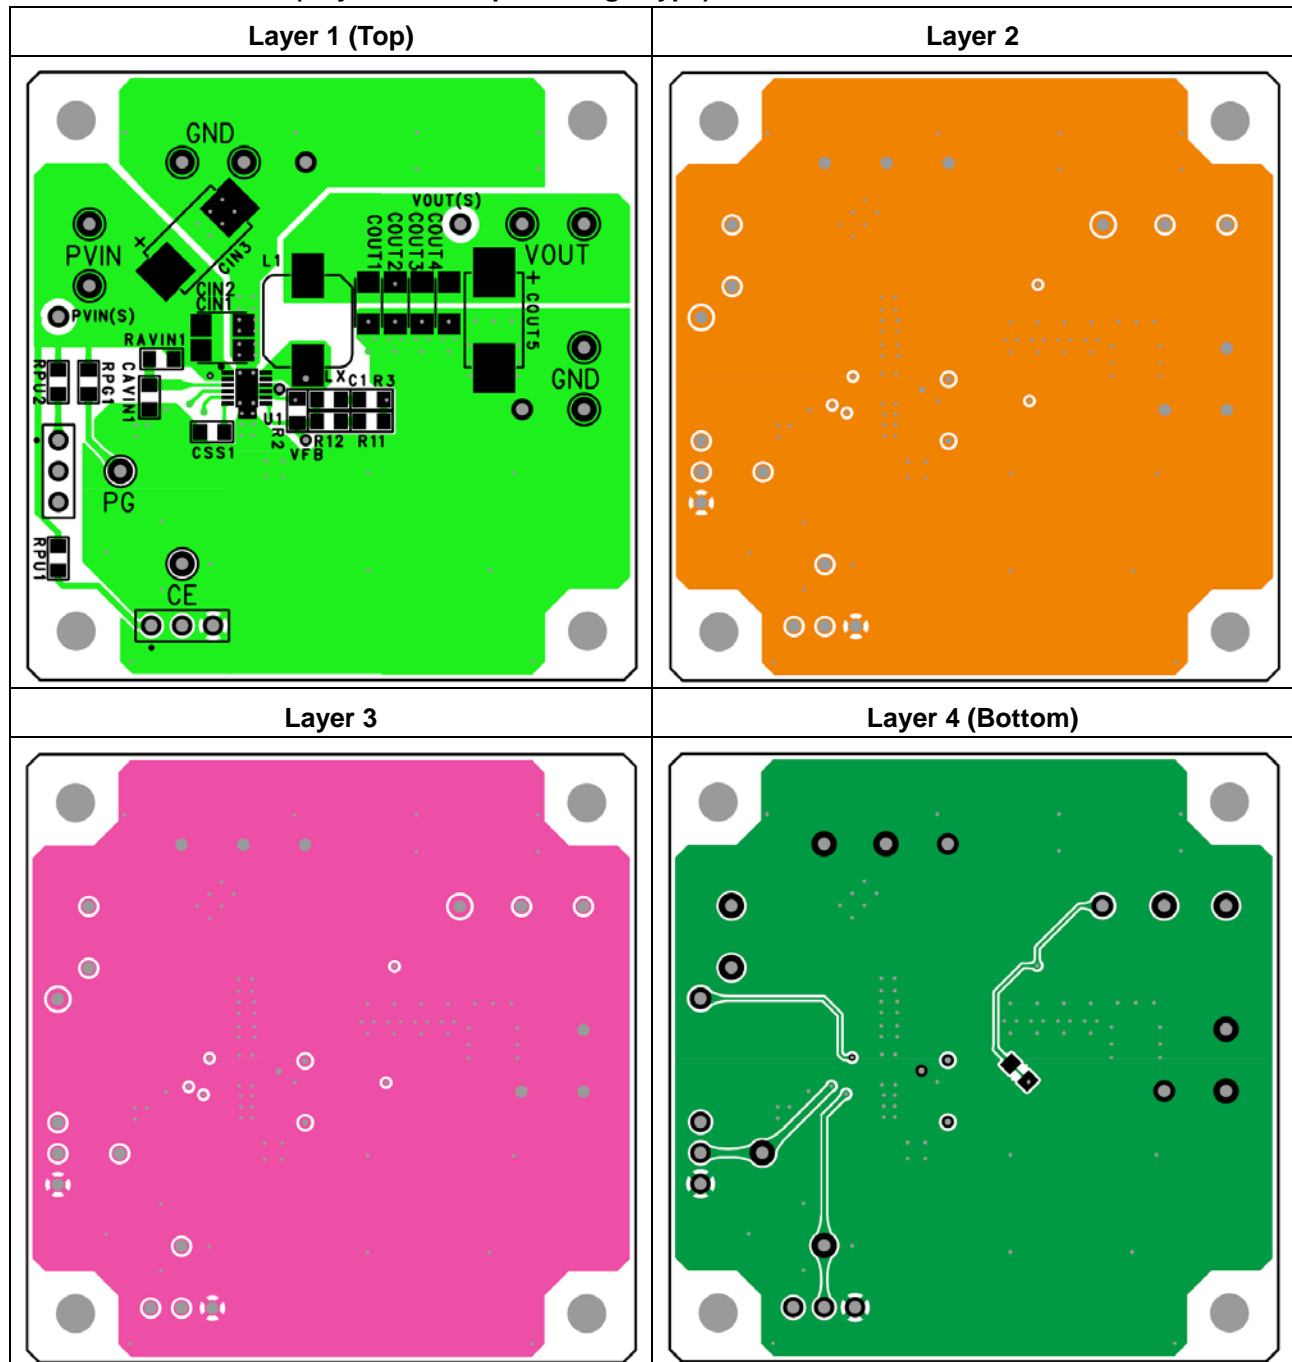 Layer 1 (Top)
Layer 2
GND
VOUT(S)
PVIN
+
CIN3
L1
COUT1
COUT2
COUT3
COUT4
VOUT
+
COUT5
CIN2
CIN1
PVIN(S)
RAVIN1
RPU2
RPG1
CAVIN1
LX
C1
R3
GND
U1
R2
R12
R11
CSS1
VFB
PG
RPU1
CE
Layer 3
Layer 4 (Bottom)